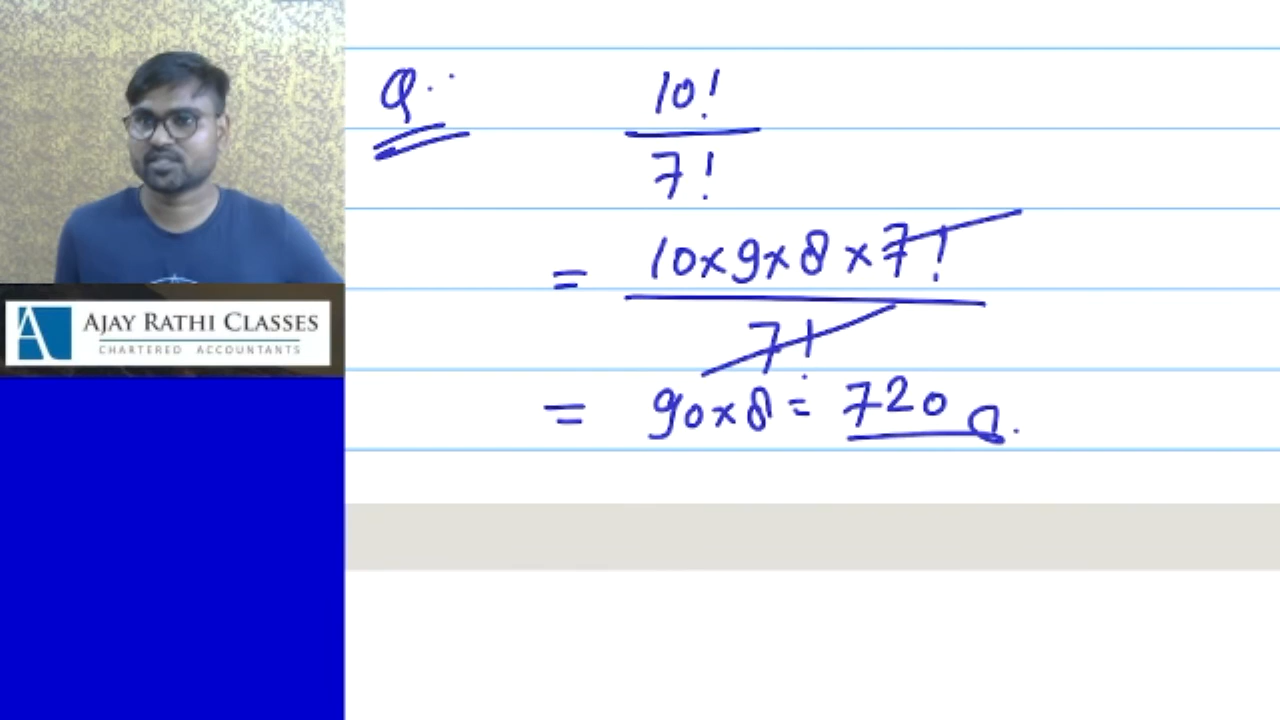 Q.
10!
7!
= 10×9×8×7!
7!
= 90×8 = 720
AJAY RATHI CLASSES
CHARTERED ACCOUNTANTS